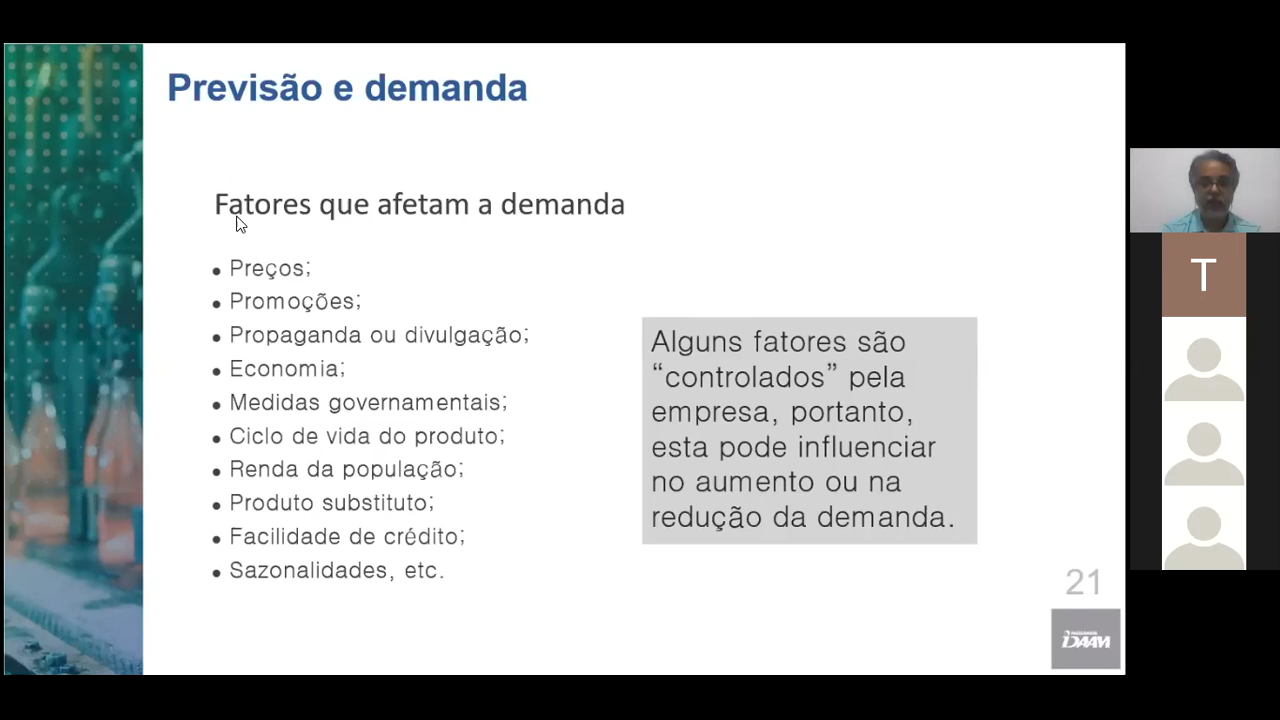 Previsão e demanda
Fatores que afetam a demanda
• Preços;
• Promoções;
• Propaganda ou divulgação;
• Economia;
• Medidas governamentais;
• Ciclo de vida do produto;
• Renda da população;
• Produto substituto;
• Facilidade de crédito;
• Sazonalidades, etc.
Alguns fatores são
“controlados” pela
empresa, portanto,
esta pode influenciar
no aumento ou na
redução da demanda.
21
T